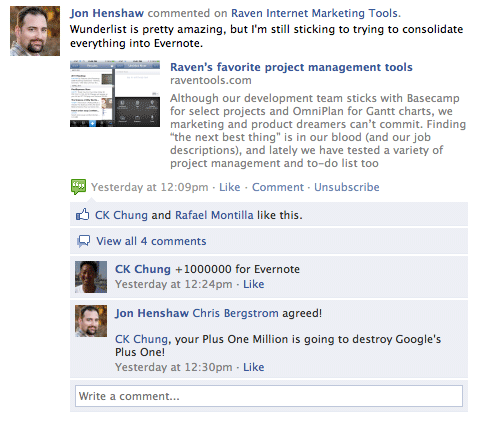 Jon Henshaw commented on Raven Internet Marketing Tools.
Wunderlist is pretty amazing, but I'm still sticking to trying to consolidate
everything into Evernote.
Raven's favorite project management tools
raventools.com
Although our development team sticks with Basecamp
for select projects and OmniPlan for Gantt charts, we
marketing and product dreamers can't commit. Finding
"the next best thing" is in our blood (and our job
descriptions), and lately we have tested a variety of
project management and to-do list too
Yesterday at 12:09pm · Like · Comment · Unsubscribe
CK Chung and Rafael Montilla like this.
View all 4 comments
CK Chung +1000000 for Evernote
Yesterday at 12:24pm · Like
Jon Henshaw Chris Bergstrom agreed!
CK Chung, your Plus One Million is going to destroy Google's
Plus One!
Yesterday at 12:30pm · Like
Write a comment...